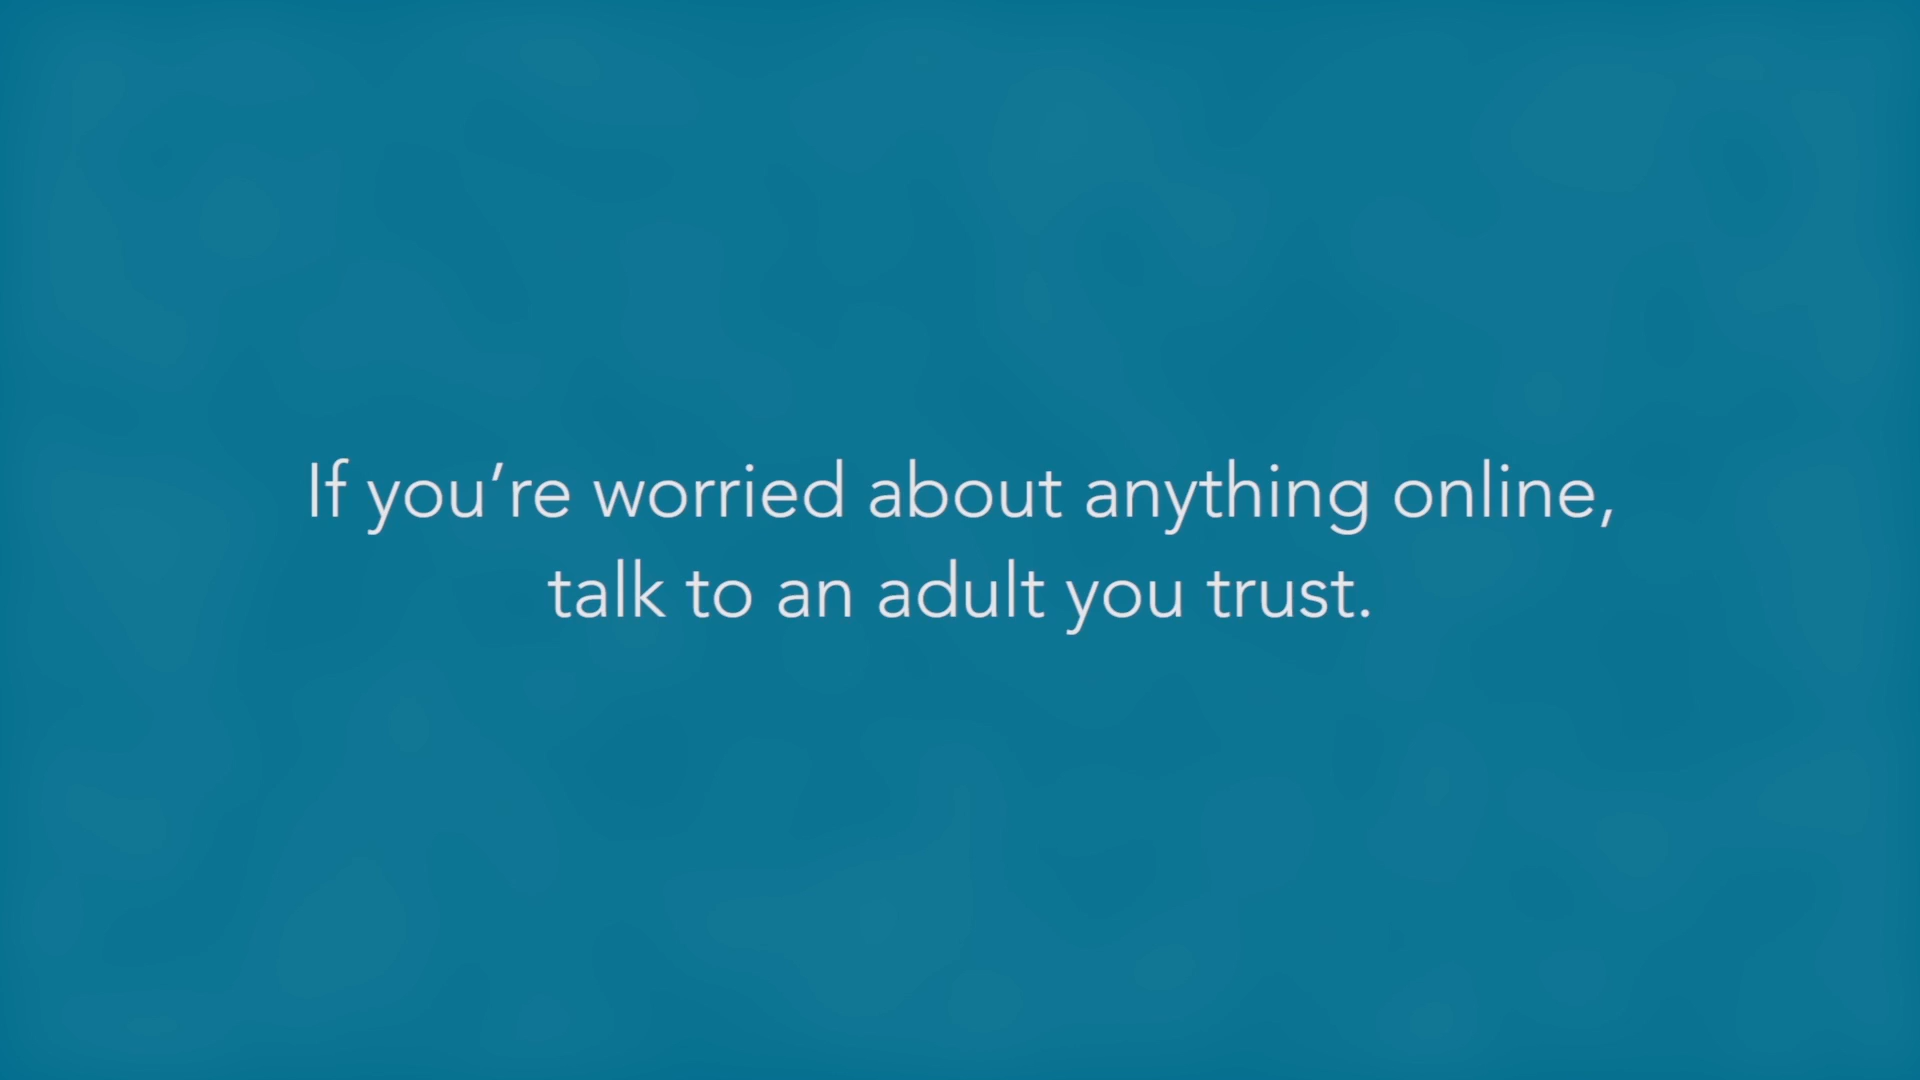 If you’re worried about anything online,
talk to an adult you trust.